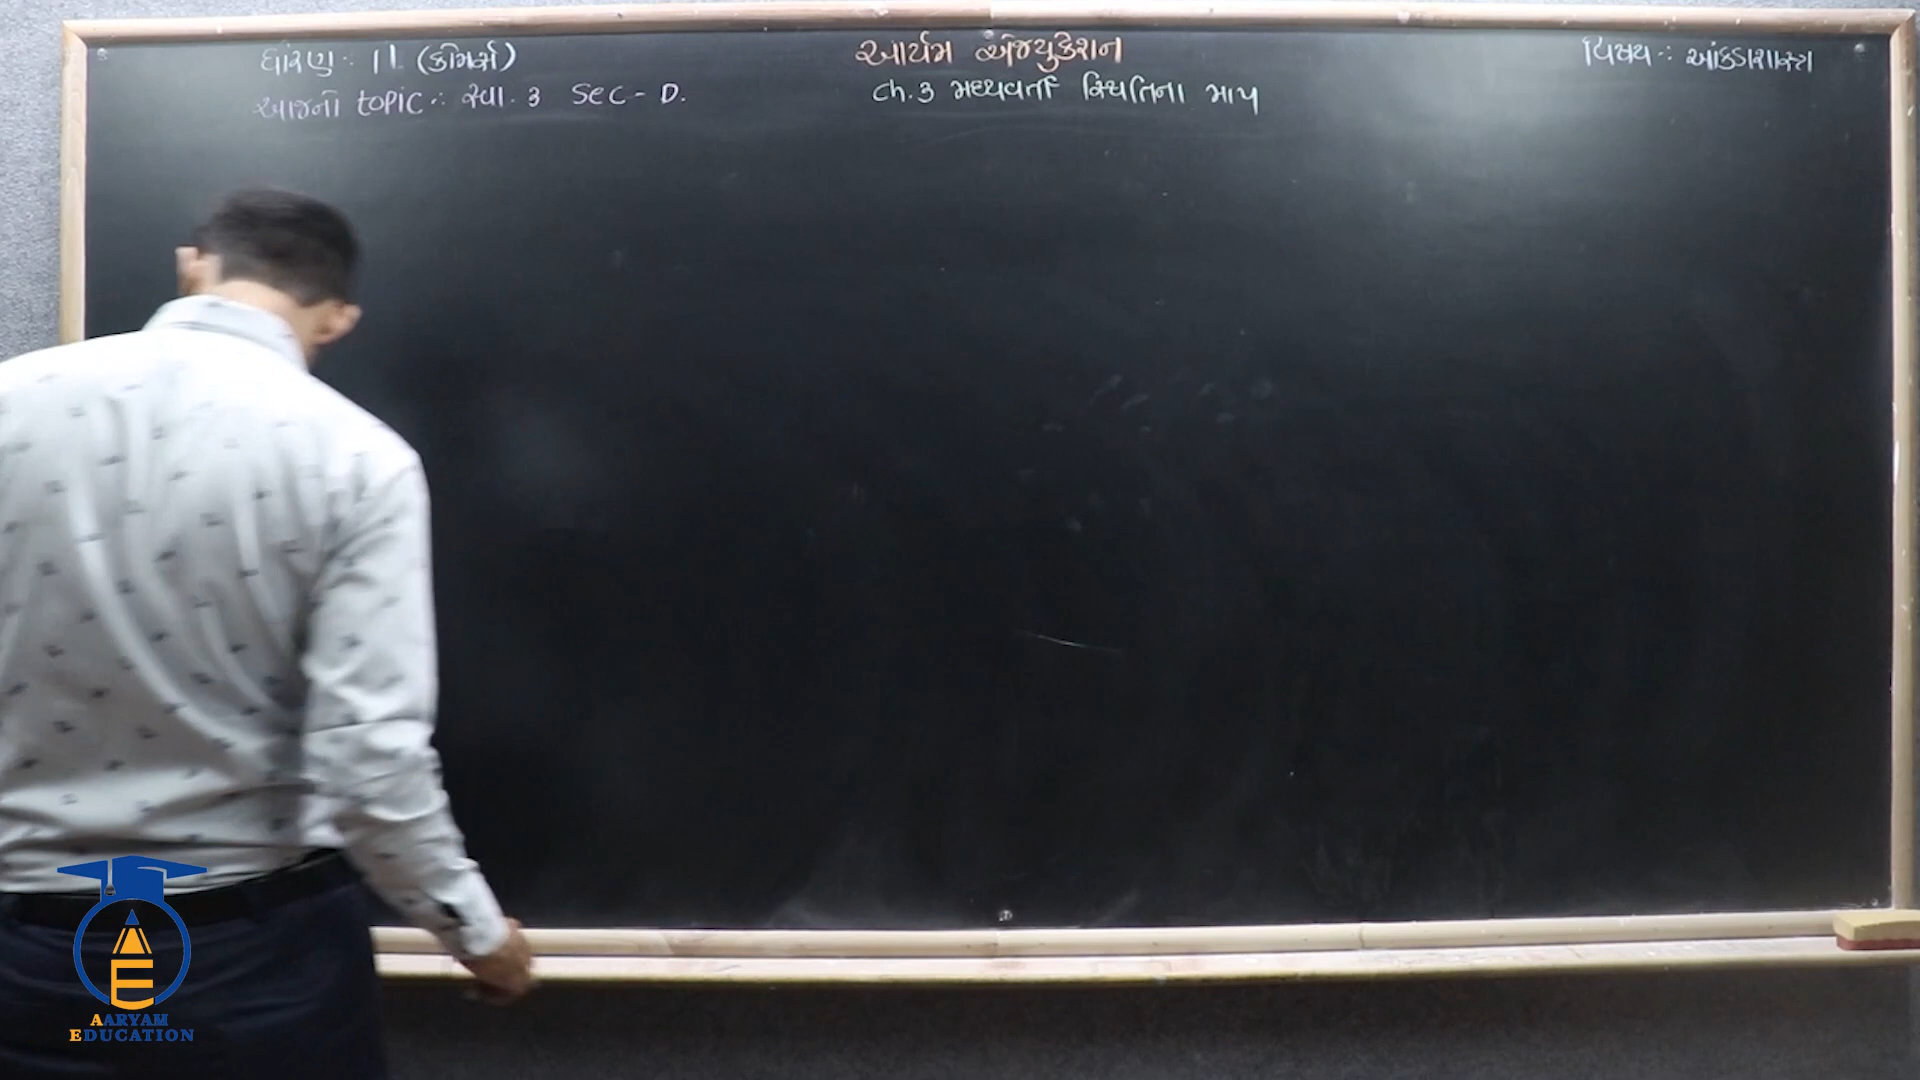 ધોરણ : 11 (કોમર્સ)
આર્યમ એજ્યુકેશન
વિષય : આંકડાશાસ્ત્ર
આજનો topic : સ્વા. 3 Sec - D.
ch. 3 મધ્યવર્તી સ્થિતિના માપ
AARYAM
EDUCATION